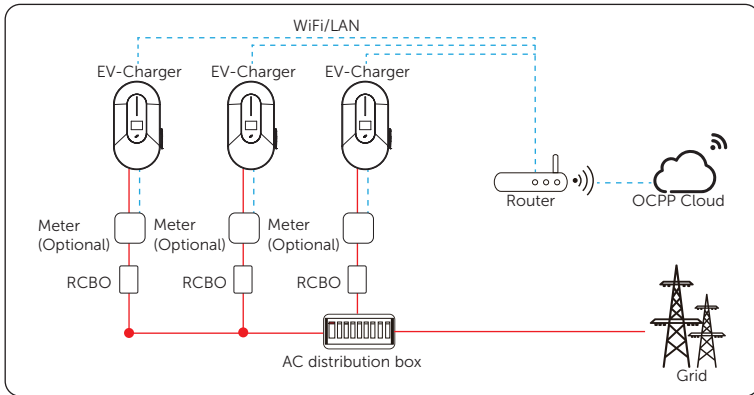 WiFi/LAN
EV-Charger EV-Charger EV-Charger
Router
OCPP Cloud
Meter
(Optional)
Meter
(Optional)
Meter
(Optional)
RCBO RCBO RCBO
AC distribution box
Grid